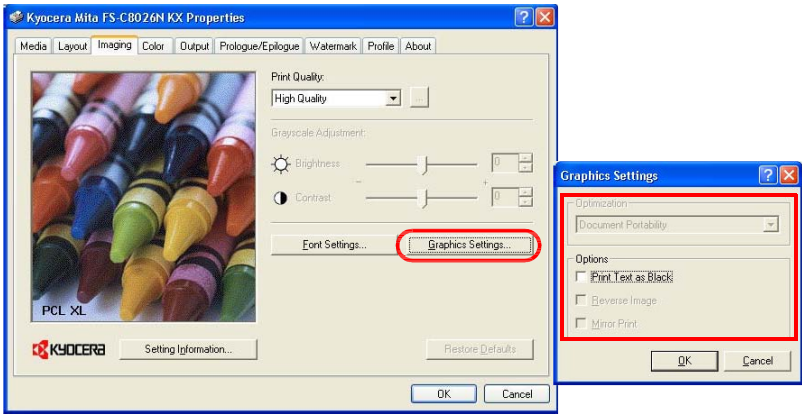 Kyocera Mita FS-C8026N KX Properties
Media Layout Imaging Color Output Prologue/Epilogue Watermark Profile About
Print Quality:
High Quality
...
Grayscale Adjustment:
Brightness 0
- +
Contrast 0
Font Settings... Graphics Settings...
PCL XL
KYOCERA Setting Information... Restore Defaults
OK Cancel
Graphics Settings
Optimization
Document Portability
Options
Print Text as Black
Reverse Image
Mirror Print
OK Cancel